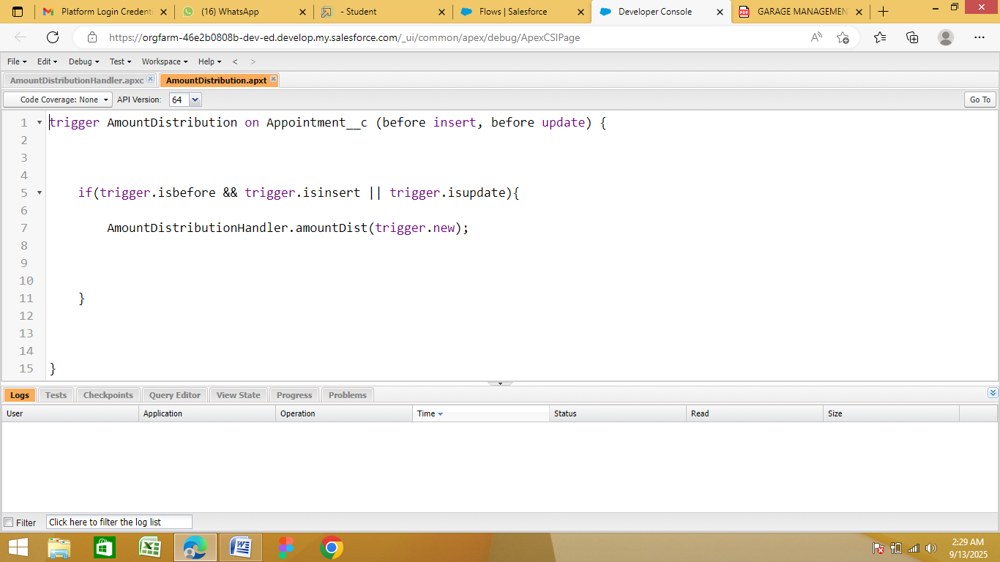 Platform Login Credenti
(16) WhatsApp
- Student
Flows | Salesforce
Developer Console
GARAGE MANAGEMEN
https://orgfarm-46e2b0808b-dev-ed.develop.my.salesforce.com/_ui/common/apex/debug/ApexCSIPage
File Edit Debug Test Workspace Help < >
AmountDistributionHandler.apxc AmountDistribution.apxt
Code Coverage: None API Version: 64 Go To
1 trigger AmountDistribution on Appointment__c (before insert, before update) {
2
3
4
5 if(trigger.isbefore && trigger.isinsert || trigger.isupdate){
6
7 AmountDistributionHandler.amountDist(trigger.new);
8
9
10
11 }
12
13
14
15 }
Logs Tests Checkpoints Query Editor View State Progress Problems
User Application Operation Time Status Read Size
Filter Click here to filter the log list
2:29 AM
9/13/2025